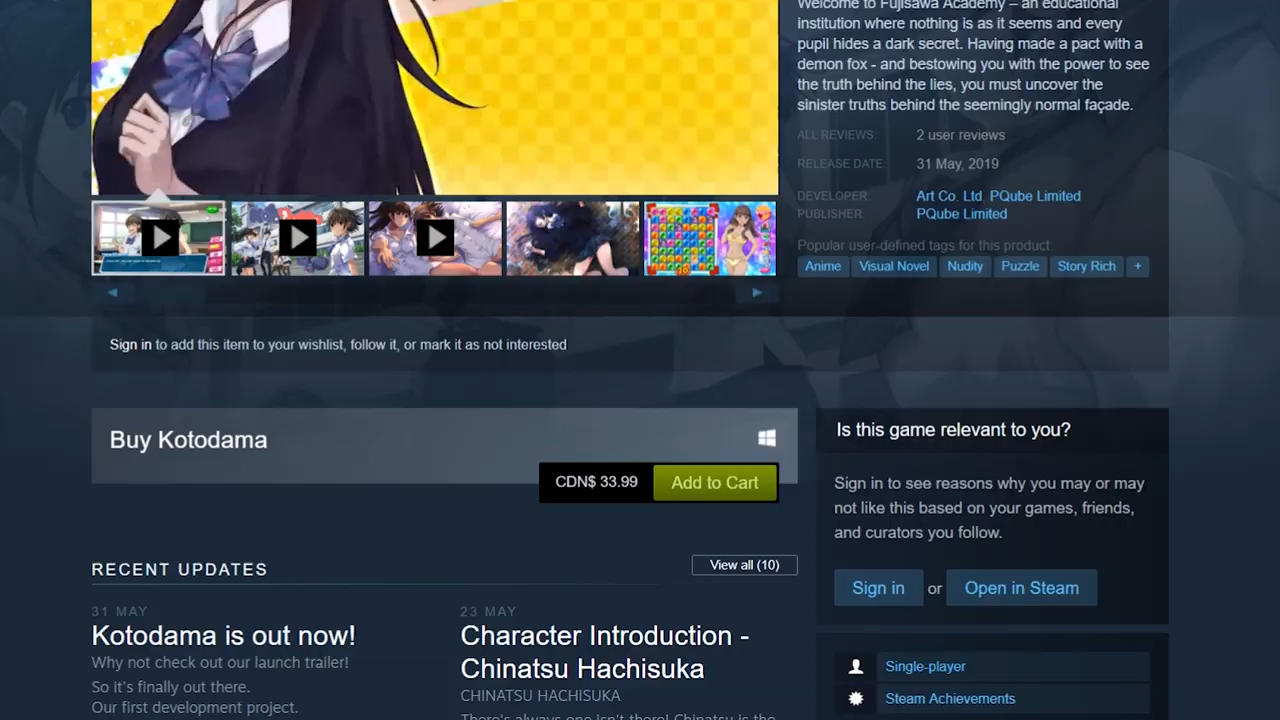 Welcome to Fujisawa Academy – an educational
institution where nothing is as it seems and every
pupil hides a dark secret. Having made a pact with a
demon fox - and bestowing you with the power to see
the truth behind the lies, you must uncover the
sinister truths behind the seemingly normal façade.
ALL REVIEWS: 2 user reviews
RELEASE DATE: 31 May, 2019
DEVELOPER: Art Co. Ltd, PQube Limited
PUBLISHER: PQube Limited
Popular user-defined tags for this product
Anime Visual Novel Nudity Puzzle Story Rich +
Sign in to add this item to your wishlist, follow it, or mark it as not interested
Buy Kotodama
CDN$ 33.99 Add to Cart
Is this game relevant to you?
Sign in to see reasons why you may or may
not like this based on your games, friends,
and curators you follow.
Sign in or Open in Steam
Single-player
Steam Achievements
RECENT UPDATES View all (10)
31 MAY
Kotodama is out now!
Why not check out our launch trailer!
So it's finally out there.
Our first development project.
23 MAY
Character Introduction -
Chinatsu Hachisuka
CHINATSU HACHISUKA
There's always one isn't there! Chinatsu is the